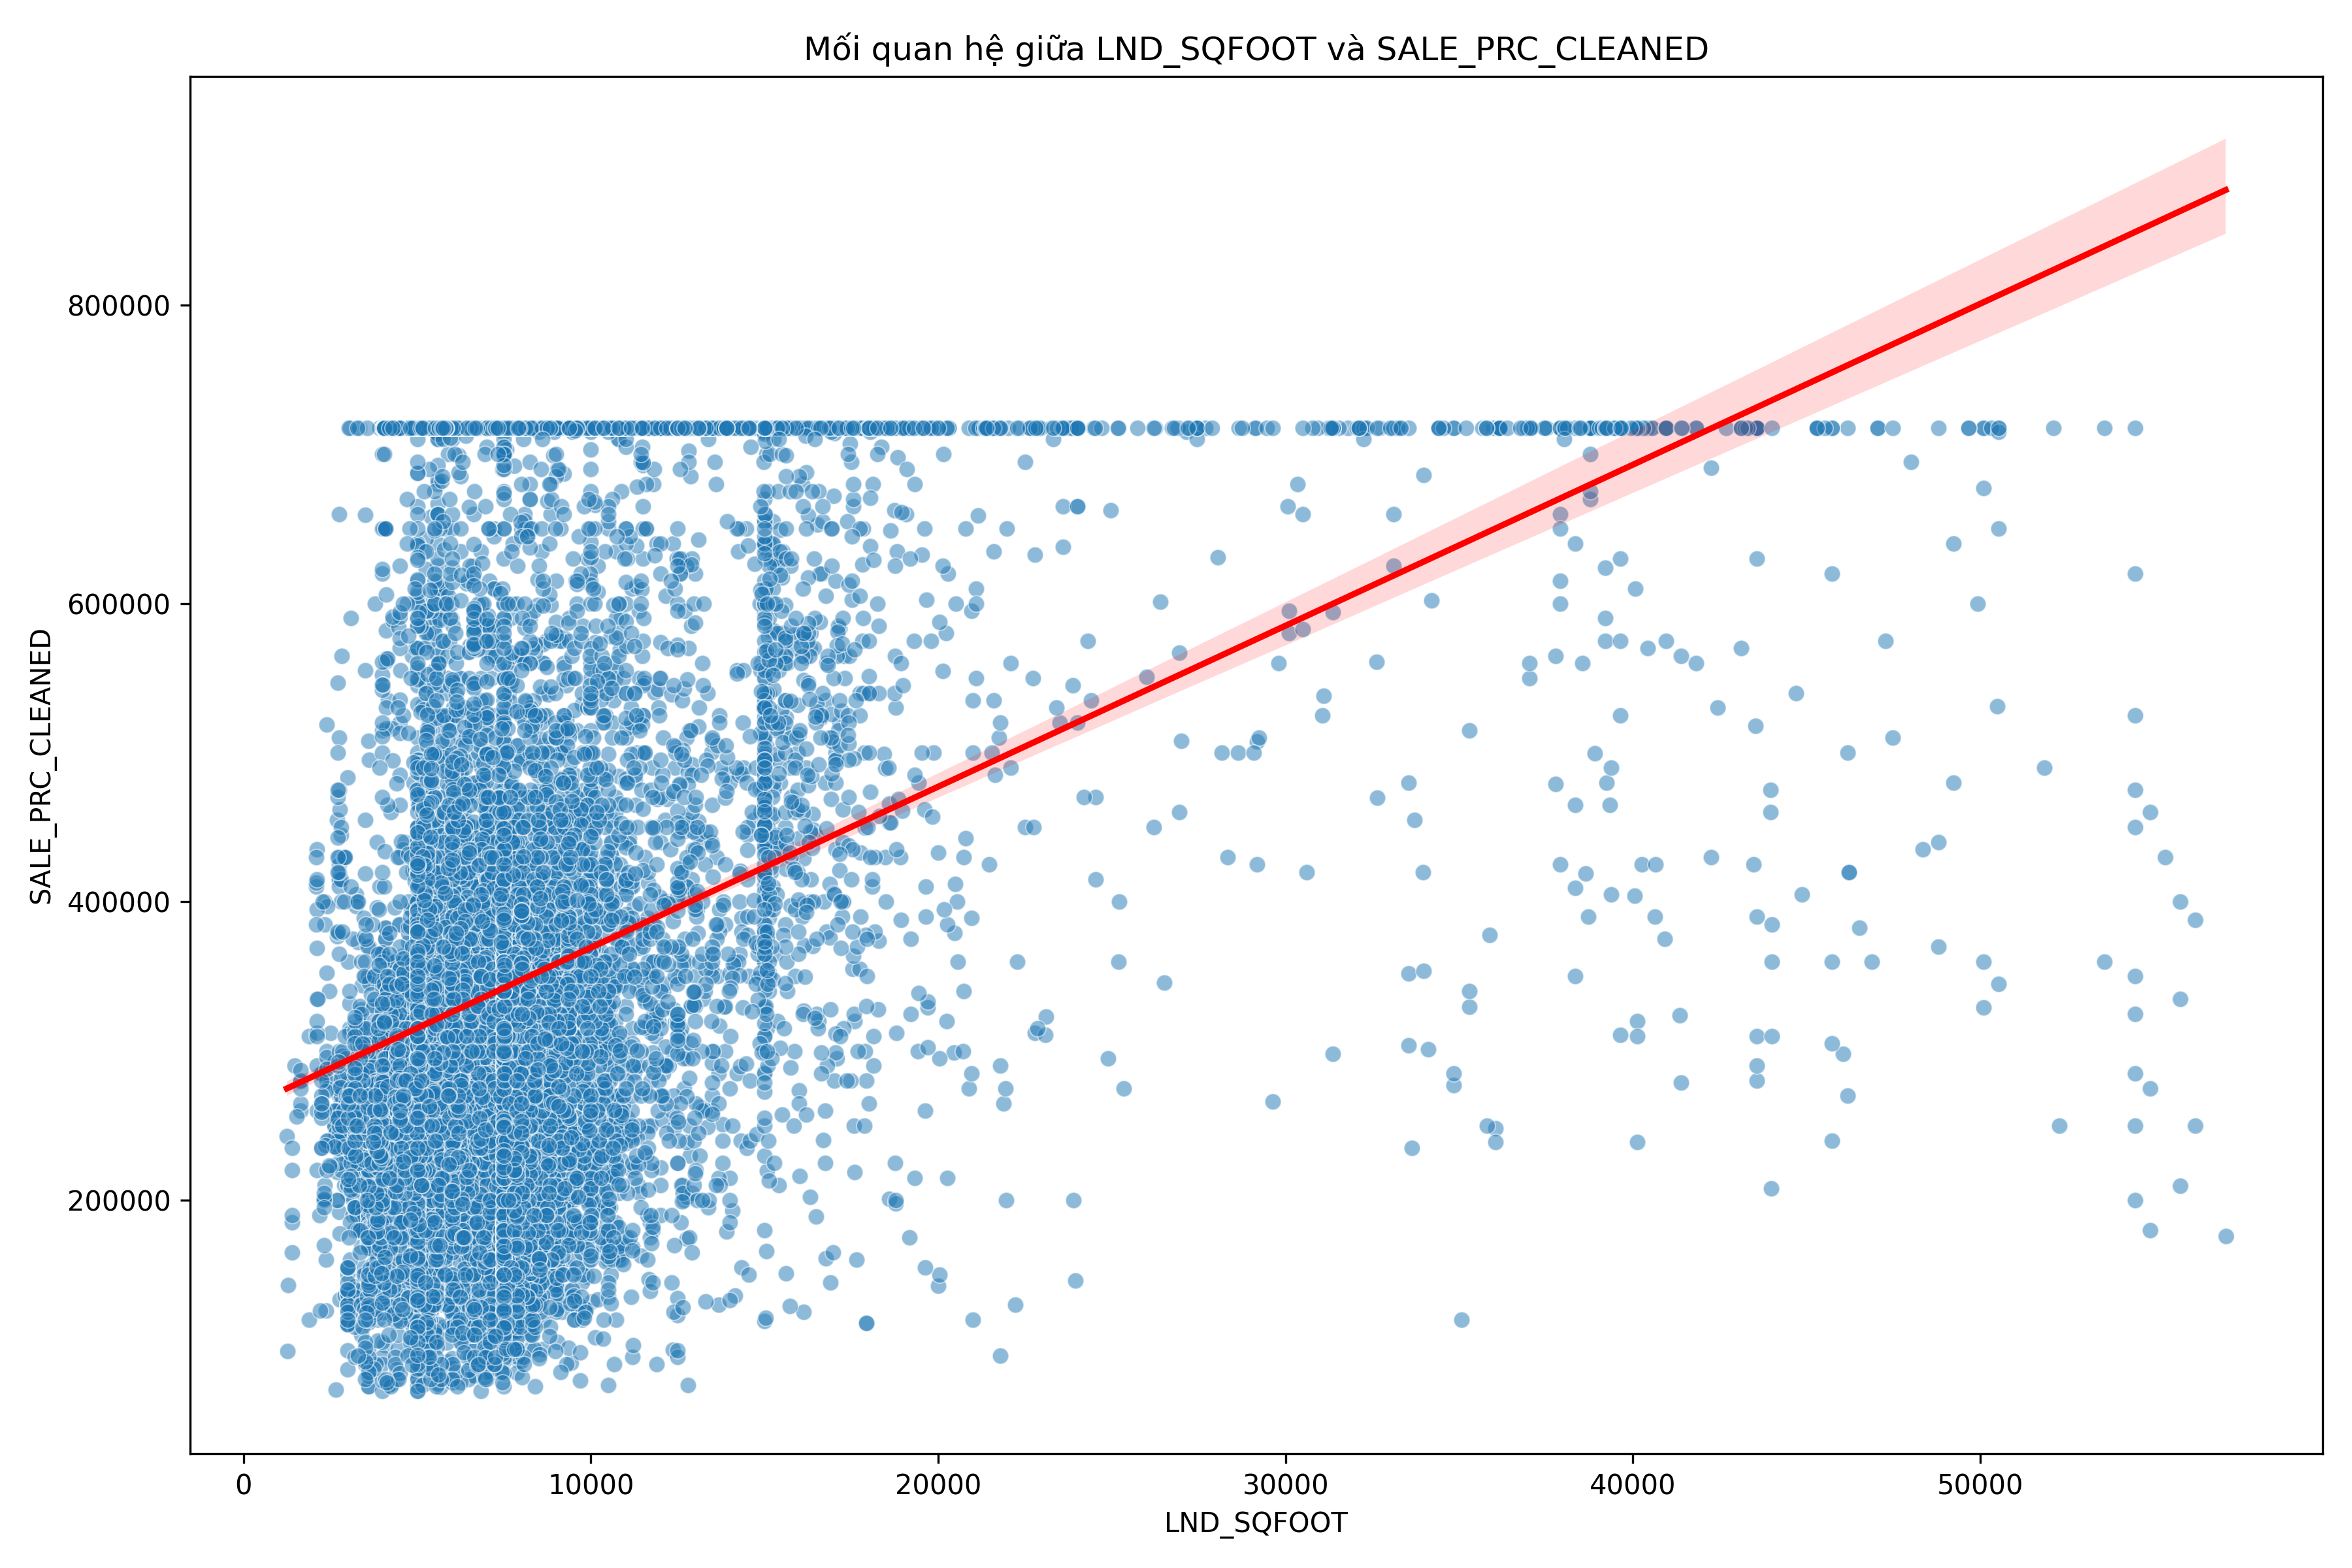 Mối quan hệ giữa LND_SQFOOT và SALE_PRC_CLEANED
800000
600000
400000
200000
SALE_PRC_CLEANED
0 10000 20000 30000 40000 50000
LND_SQFOOT